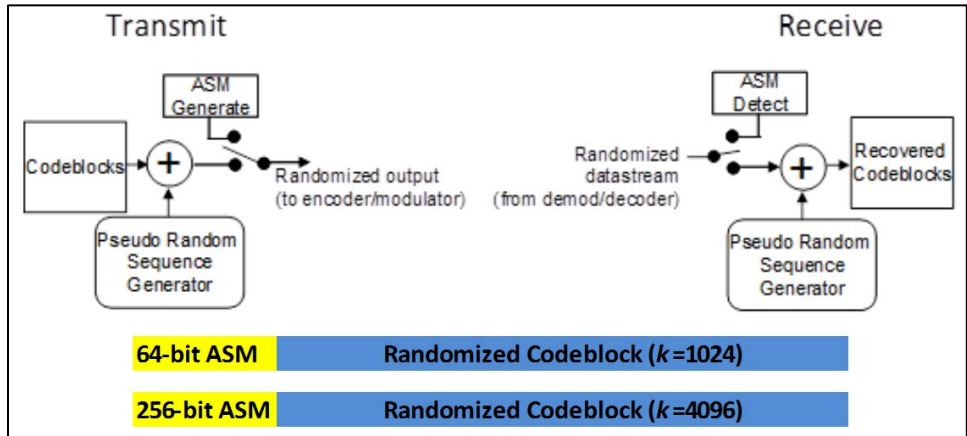 Transmit
Receive
ASM
Generate
ASM
Detect
Codeblocks
+
Randomized output
(to encoder/modulator)
Randomized
datastream
(from demod/decoder)
+
Recovered
Codeblocks
Pseudo Random
Sequence
Generator
Pseudo Random
Sequence
Generator
64-bit ASM Randomized Codeblock (k=1024)
256-bit ASM Randomized Codeblock (k=4096)